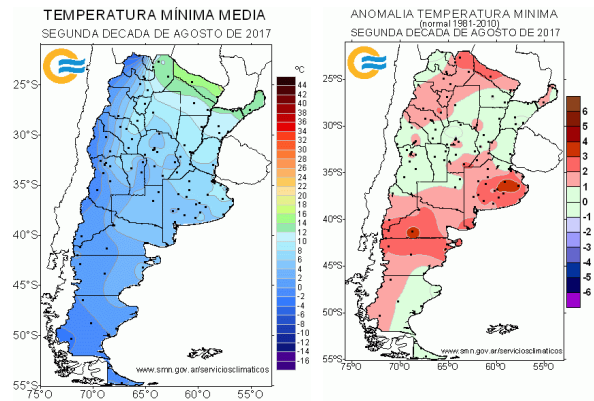 TEMPERATURA MÍNIMA MEDIA
SEGUNDA DECADA DE AGOSTO DE 2017
25°S
30°S
35°S
40°S
45°S
50°S
55°S
75°O
70°O
65°O
60°O
55°O
www.smn.gov.ar/serviciosclimaticos
ºC
44
42
40
38
36
34
32
30
28
26
24
22
20
18
16
14
12
10
8
6
4
2
0
-2
-4
-6
-8
-10
-12
-14
-16
ANOMALIA TEMPERATURA MINIMA
(normal 1981-2010)
SEGUNDA DECADA DE AGOSTO DE 2017
25°S
30°S
35°S
40°S
45°S
50°S
55°S
75°O
70°O
65°O
60°O
55°O
www.smn.gov.ar/serviciosclimaticos
6
5
4
3
2
1
0
-1
-2
-3
-4
-5
-6